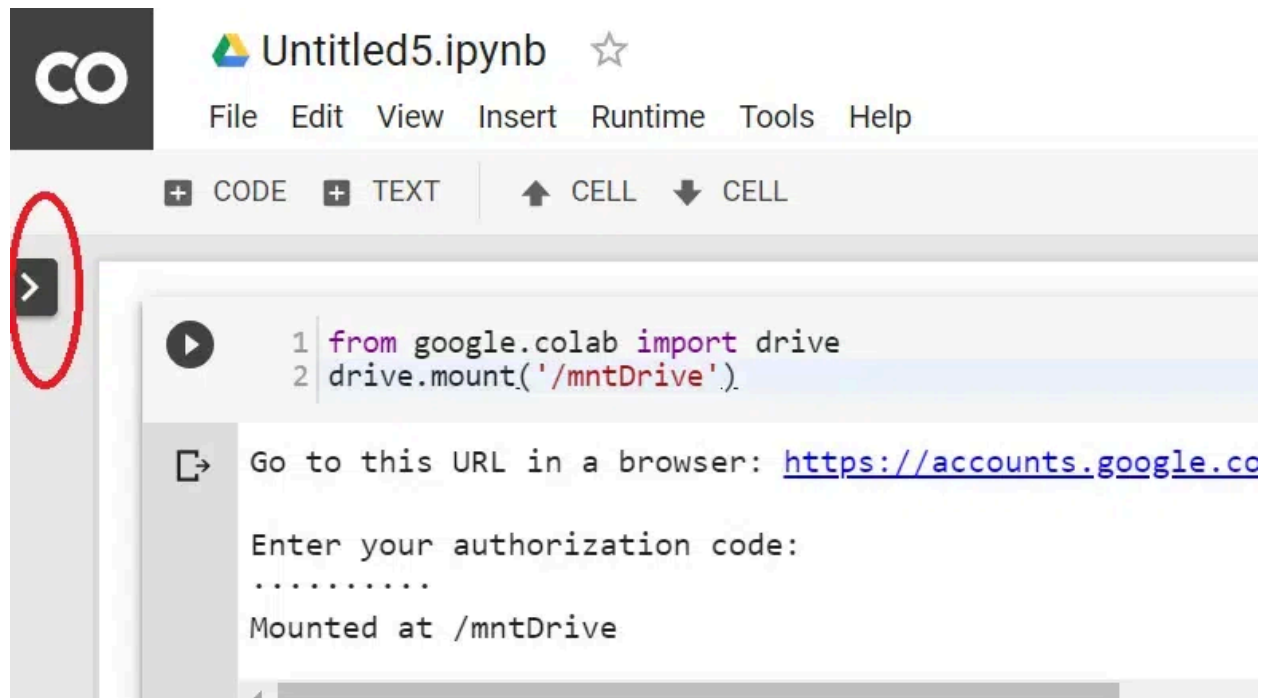 CO
Untitled5.ipynb
File Edit View Insert Runtime Tools Help
CODE TEXT CELL CELL
1 from google.colab import drive
2 drive.mount('/mntDrive')
Go to this URL in a browser: https://accounts.google.co
Enter your authorization code:
..........
Mounted at /mntDrive